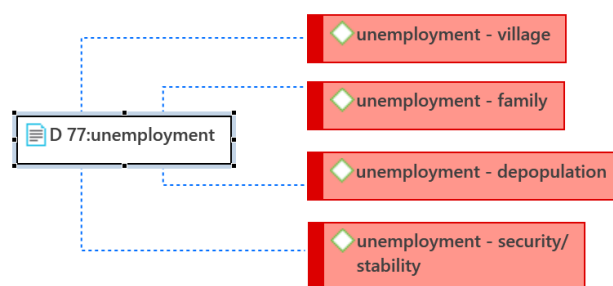 unemployment - village
unemployment - family
D 77:unemployment
unemployment - depopulation
unemployment - security/
stability